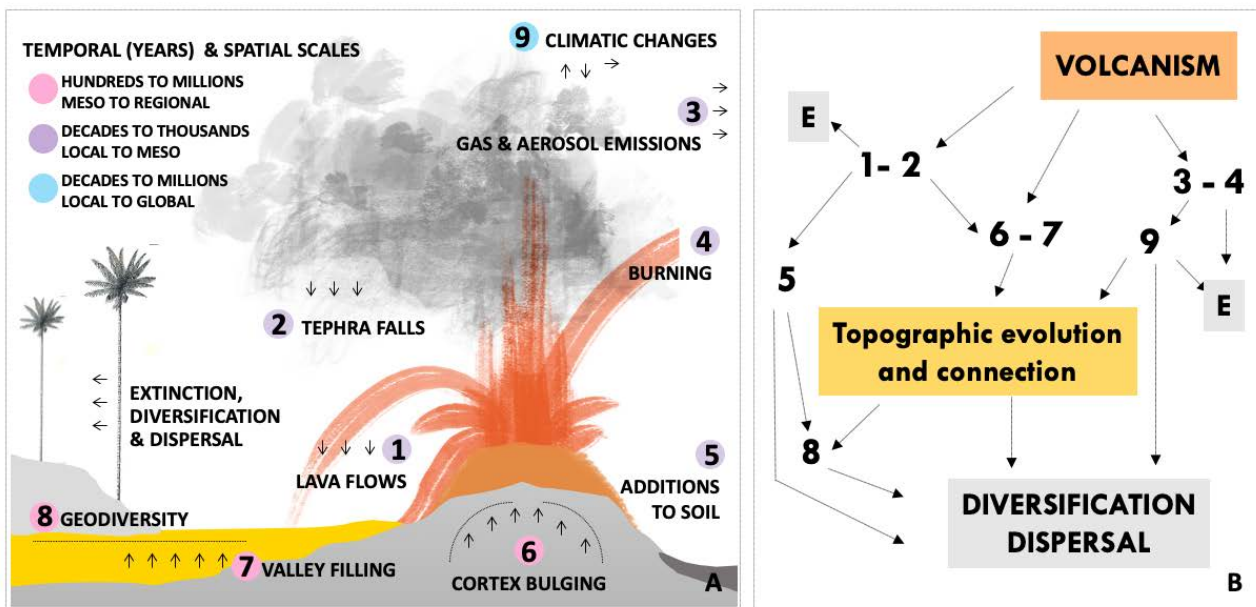 TEMPORAL (YEARS) & SPATIAL SCALES
HUNDREDS TO MILLIONS
MESO TO REGIONAL
DECADES TO THOUSANDS
LOCAL TO MESO
DECADES TO MILLIONS
LOCAL TO GLOBAL
9 CLIMATIC CHANGES
3
GAS & AEROSOL EMISSIONS
4
BURNING
2 TEPHRA FALLS
EXTINCTION,
DIVERSIFICATION
& DISPERSAL
1
LAVA FLOWS
5
ADDITIONS
TO SOIL
8 GEODIVERSITY
7 VALLEY FILLING
6
CORTEX BULGING
A
VOLCANISM
E
1 - 2
3 - 4
6 - 7
9
5
E
Topographic evolution
and connection
8
DIVERSIFICATION
DISPERSAL
B